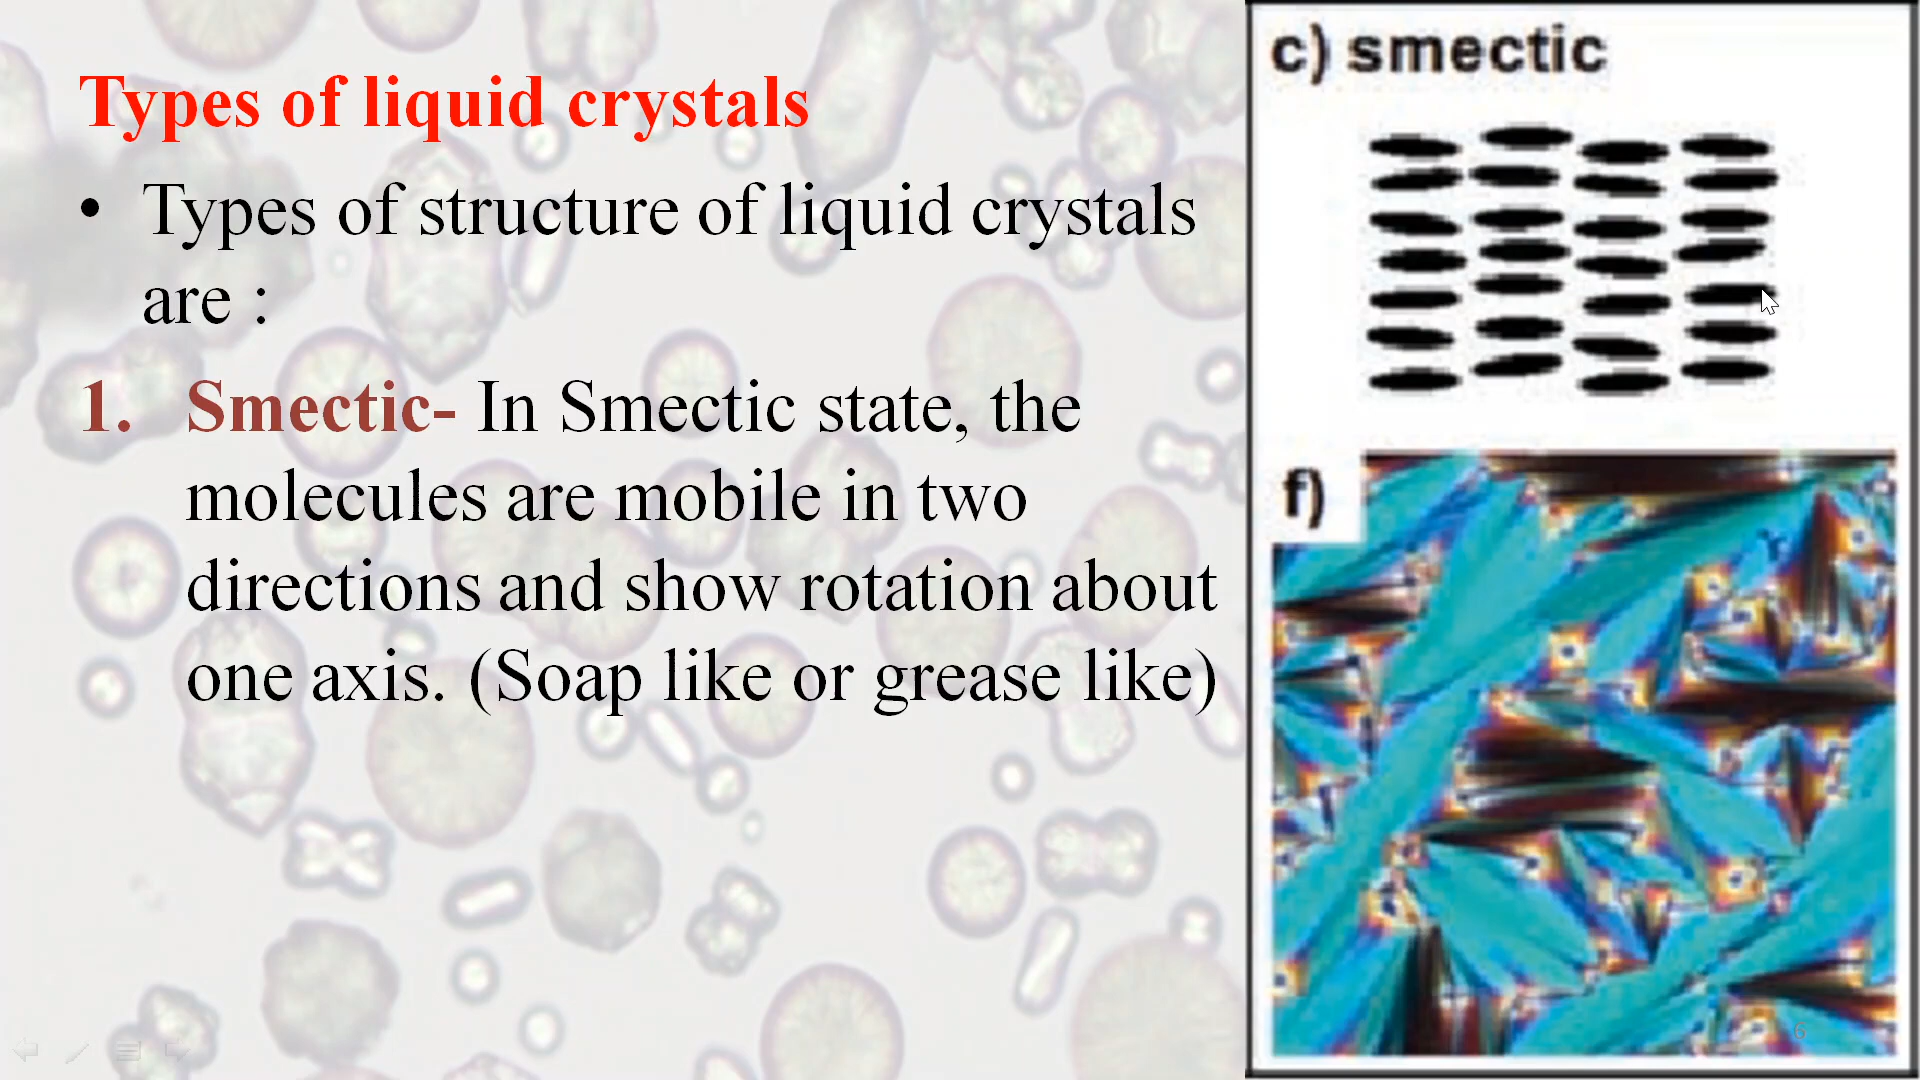 Types of liquid crystals
• Types of structure of liquid crystals
are :
1. Smectic- In Smectic state, the
molecules are mobile in two
directions and show rotation about
one axis. (Soap like or grease like)
c) smectic
f)
6